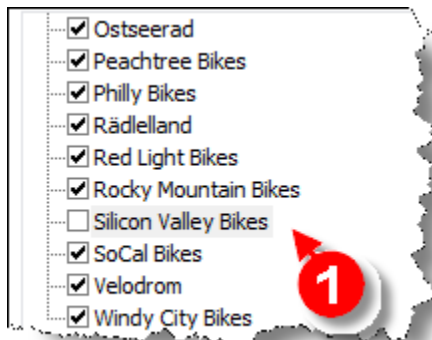 Ostseerad
Peachtree Bikes
Philly Bikes
Rädlelland
Red Light Bikes
Rocky Mountain Bikes
Silicon Valley Bikes
SoCal Bikes
1
Velodrom
Windy City Bikes